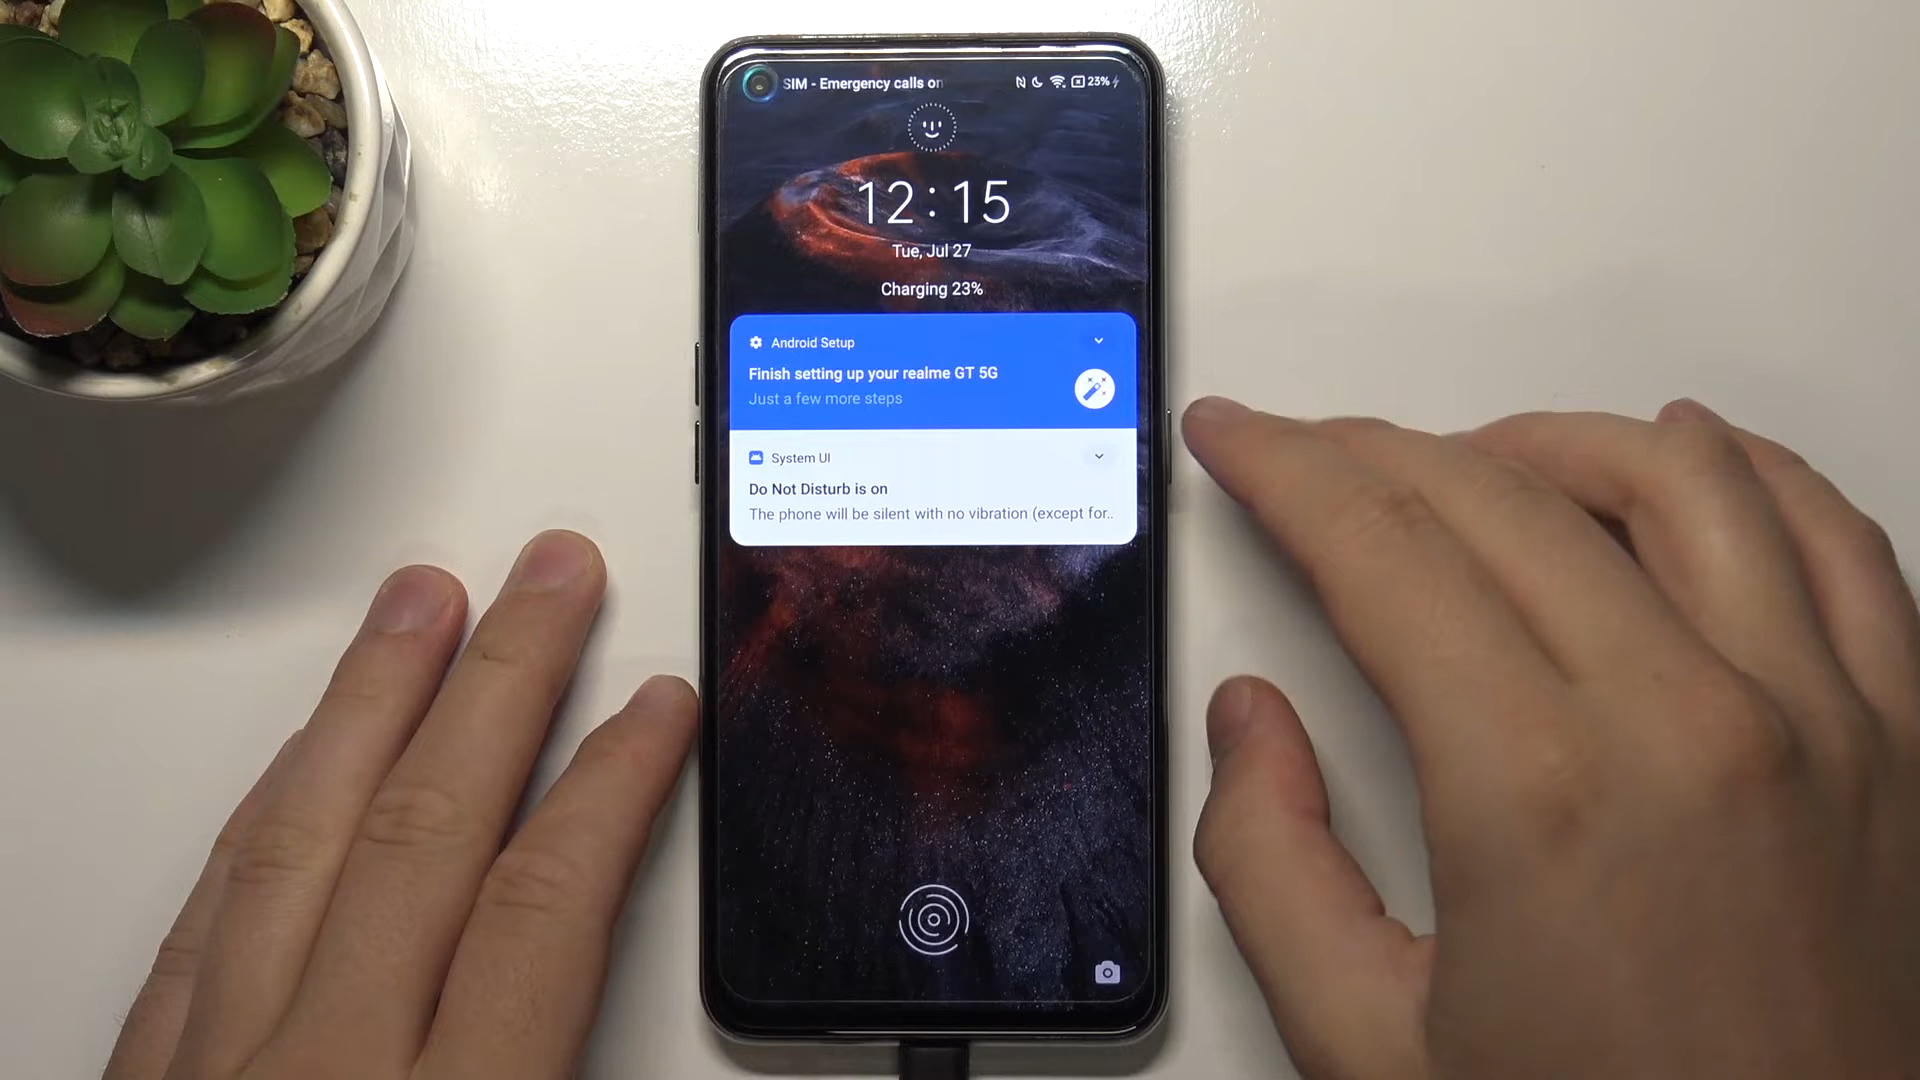 SIM - Emergency calls on
23%
12:15
Tue, Jul 27
Charging 23%
Android Setup
Finish setting up your realme GT 5G
Just a few more steps
System UI
Do Not Disturb is on
The phone will be silent with no vibration (except for..